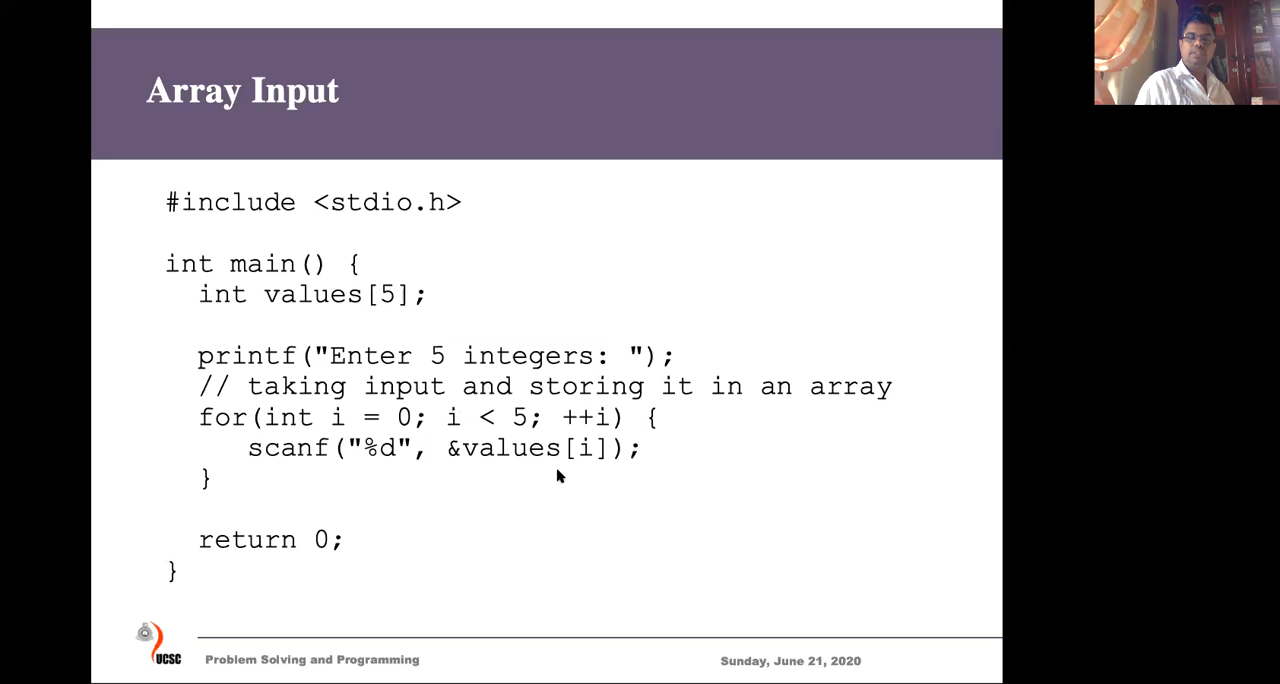 Array Input
#include <stdio.h>
int main() {
int values[5];
printf("Enter 5 integers: ");
// taking input and storing it in an array
for(int i = 0; i < 5; ++i) {
scanf("%d", &values[i]);
}
return 0;
}
UCSC
Problem Solving and Programming
Sunday, June 21, 2020